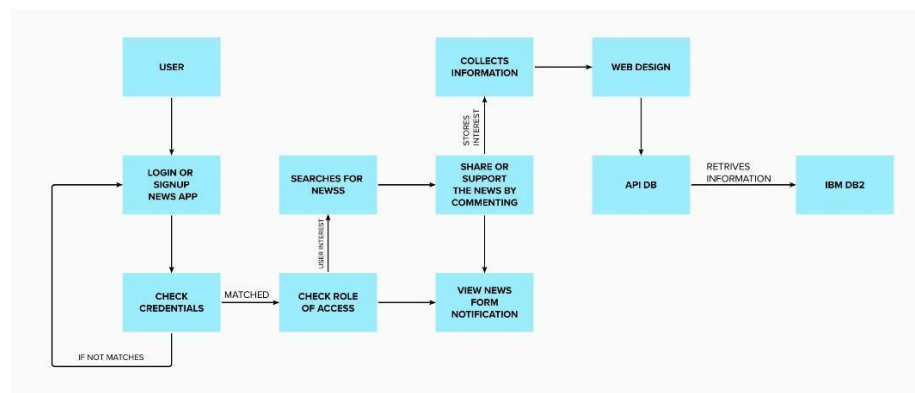 USER
COLLECTS
INFORMATION
WEB DESIGN
STORES
INTEREST
LOGIN OR
SIGNUP
NEWS APP
SEARCHES FOR
NEWSS
SHARE OR
SUPPORT
THE NEWS BY
COMMENTING
API DB
RETRIVES
INFORMATION
IBM DB2
USER INTEREST
CHECK
CREDENTIALS
MATCHED
CHECK ROLE
OF ACCESS
VIEW NEWS
FORM
NOTIFICATION
IF NOT MATCHES